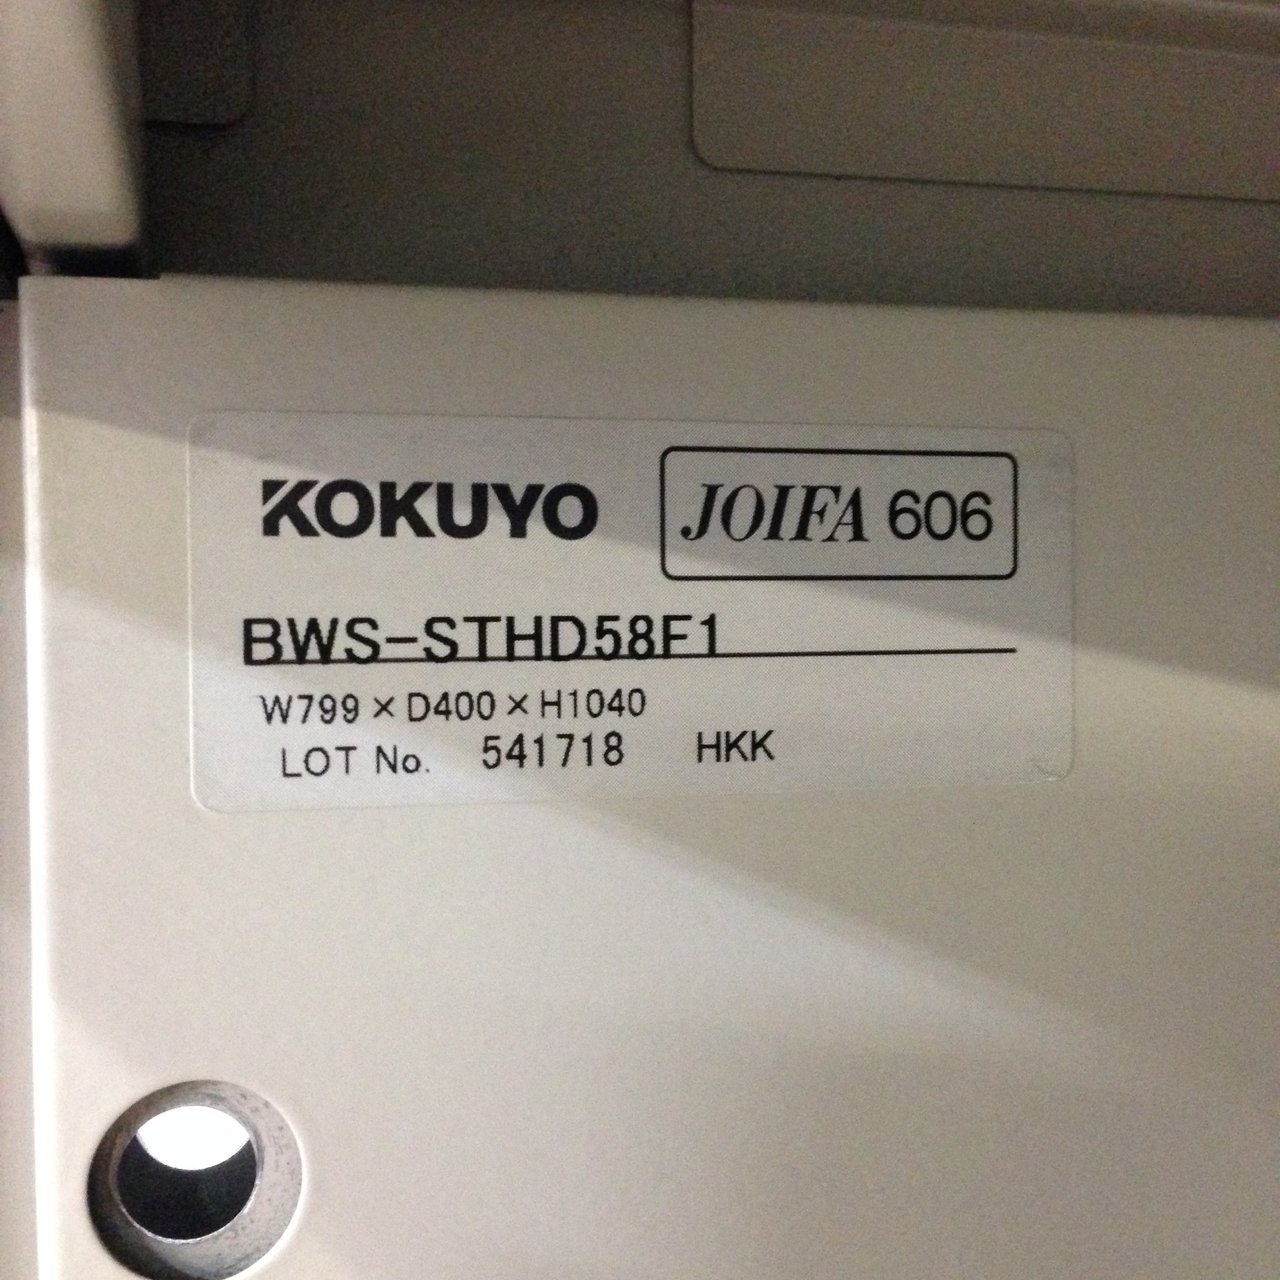 KOKUYO JOIFA 606
BWS-STHD58F1
W799×D400×H1040
LOT No. 541718 HKK